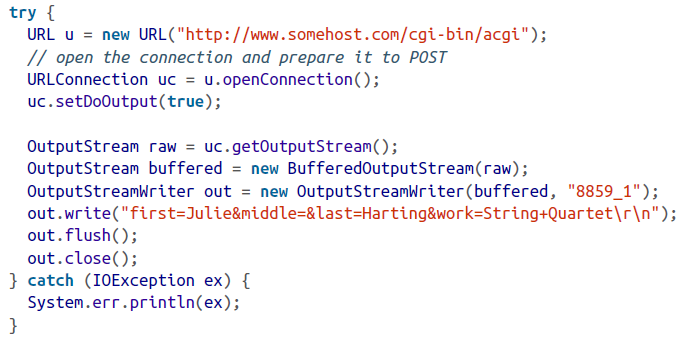 try {
  URL u = new URL("http://www.somehost.com/cgi-bin/acgi");
  // open the connection and prepare it to POST
  URLConnection uc = u.openConnection();
  uc.setDoOutput(true);

  OutputStream raw = uc.getOutputStream();
  OutputStream buffered = new BufferedOutputStream(raw);
  OutputStreamWriter out = new OutputStreamWriter(buffered, "8859_1");
  out.write("first=Julie&middle=&last=Harting&work=String+Quartet\r\n");
  out.flush();
  out.close();
} catch (IOException ex) {
  System.err.println(ex);
}